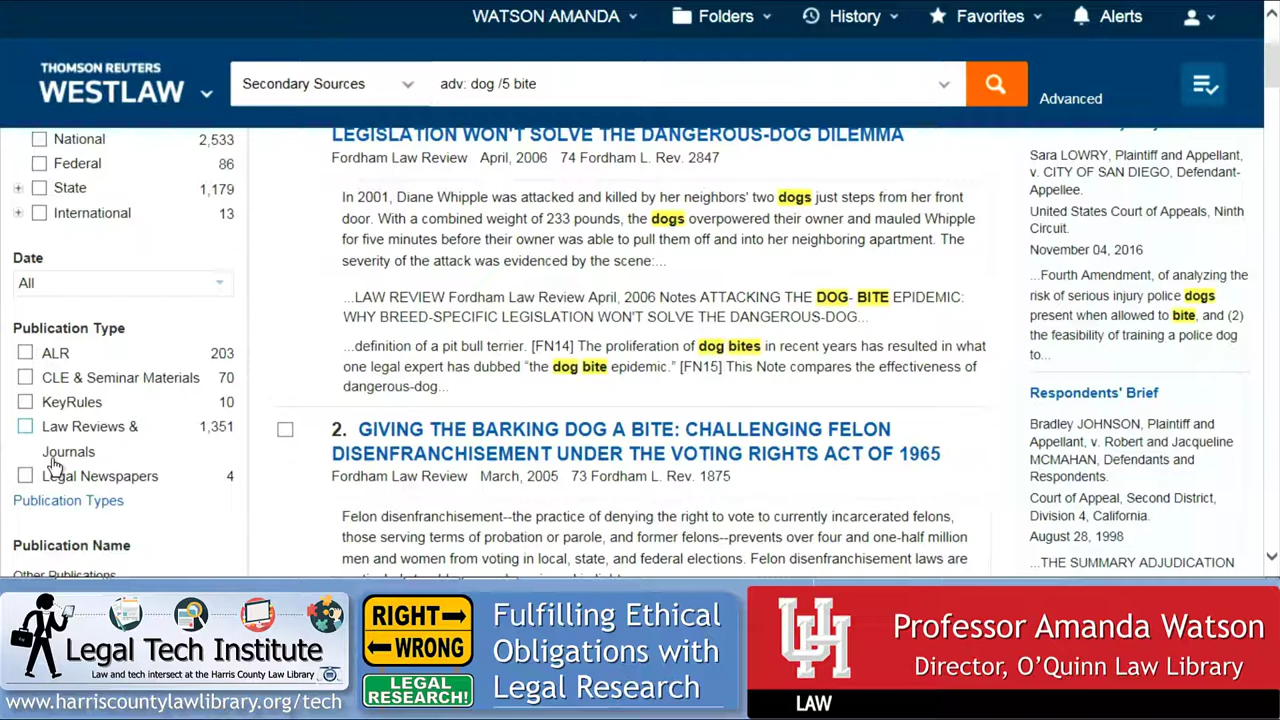 WATSON AMANDA
Folders
History
Favorites
Alerts
THOMSON REUTERS
WESTLAW
Secondary Sources
adv: dog /5 bite
Advanced
National 2,533
Federal 86
State 1,179
International 13
Date
All
Publication Type
ALR 203
CLE & Seminar Materials 70
KeyRules 10
Law Reviews & 1,351
Journals
Legal Newspapers 4
Publication Types
Publication Name
Other Publications
LEGISLATION WON'T SOLVE THE DANGEROUS-DOG DILEMMA
Fordham Law Review April, 2006 74 Fordham L. Rev. 2847
In 2001, Diane Whipple was attacked and killed by her neighbors' two dogs just steps from her front
door. With a combined weight of 233 pounds, the dogs overpowered their owner and mauled Whipple
for five minutes before their owner was able to pull them off and into her neighboring apartment. The
severity of the attack was evidenced by the scene:...
...LAW REVIEW Fordham Law Review April, 2006 Notes ATTACKING THE DOG- BITE EPIDEMIC:
WHY BREED-SPECIFIC LEGISLATION WON'T SOLVE THE DANGEROUS-DOG...
...definition of a pit bull terrier. [FN14] The proliferation of dog bites in recent years has resulted in what
one legal expert has dubbed "the dog bite epidemic." [FN15] This Note compares the effectiveness of
dangerous-dog...
2. GIVING THE BARKING DOG A BITE: CHALLENGING FELON
DISENFRANCHISEMENT UNDER THE VOTING RIGHTS ACT OF 1965
Fordham Law Review March, 2005 73 Fordham L. Rev. 1875
Felon disenfranchisement--the practice of denying the right to vote to currently incarcerated felons,
those serving terms of probation or parole, and former felons--prevents over four and one-half million
men and women from voting in local, state, and federal elections. Felon disenfranchisement laws are
Sara LOWRY, Plaintiff and Appellant,
v. CITY OF SAN DIEGO, Defendant-
Appellee.
United States Court of Appeals, Ninth
Circuit.
November 04, 2016
...Fourth Amendment, of analyzing the
risk of serious injury police dogs
present when allowed to bite, and (2)
the feasibility of training a police dog
to...
Respondents' Brief
Bradley JOHNSON, Plaintiff and
Appellant, v. Robert and Jacqueline
MCMAHAN, Defendants and
Respondents.
Court of Appeal, Second District,
Division 4, California.
August 28, 1998
...THE SUMMARY ADJUDICATION
Legal Tech Institute
Law and tech intersect at the Harris County Law Library
www.harriscountylawlibrary.org/tech
RIGHT
WRONG
LEGAL
RESEARCH!
Fulfilling Ethical
Obligations with
Legal Research
UH
LAW
Professor Amanda Watson
Director, O'Quinn Law Library